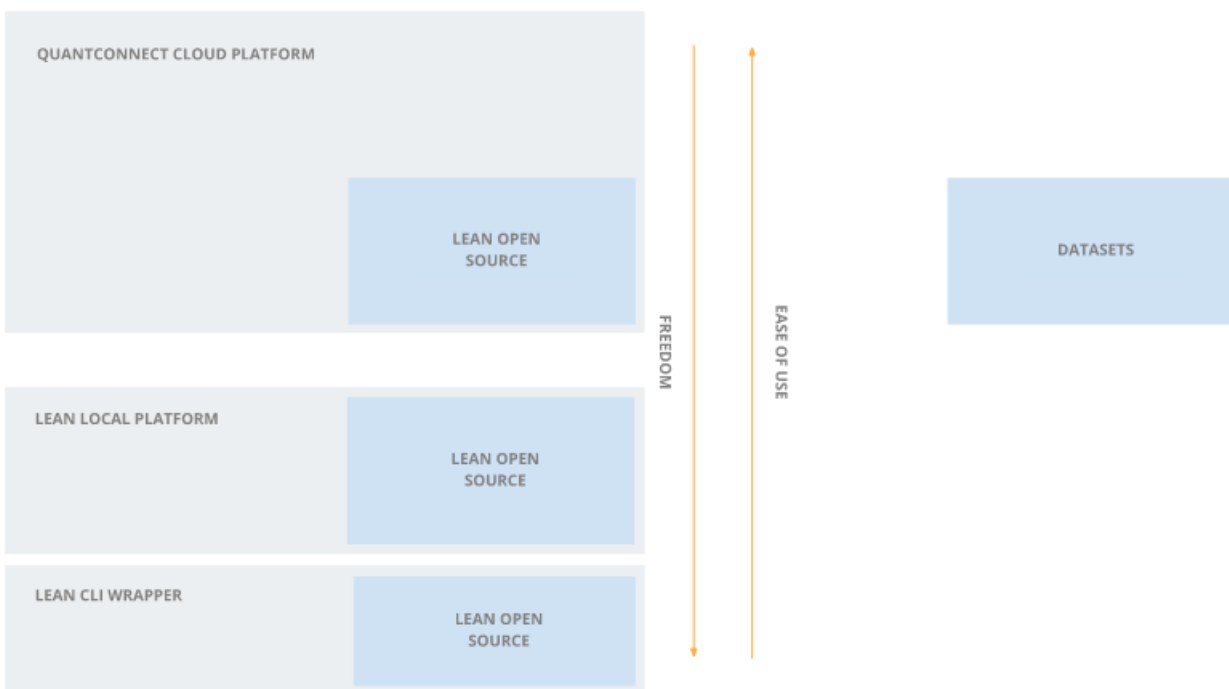 QUANTCONNECT CLOUD PLATFORM
LEAN OPEN
SOURCE
DATASETS
FREEDOM
EASE OF USE
LEAN LOCAL PLATFORM
LEAN OPEN
SOURCE
LEAN CLI WRAPPER
LEAN OPEN
SOURCE